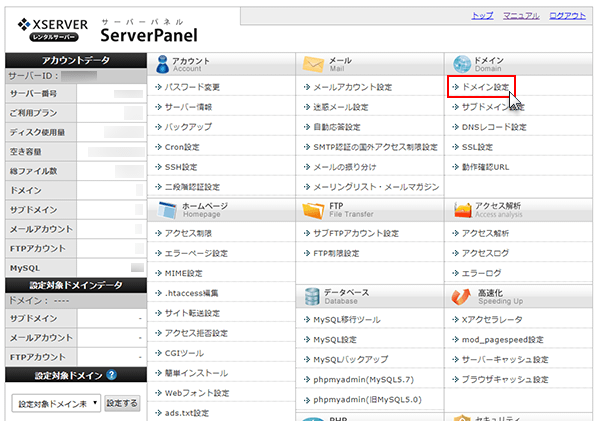 XSERVER
レンタルサーバー
サーバーパネル
ServerPanel
トップ マニュアル ログアウト
アカウントデータ
サーバーID：
サーバー番号
ご利用プラン
ディスク使用量
空き容量
総ファイル数
ドメイン
サブドメイン
メールアカウント
FTPアカウント
MySQL
設定対象ドメインデータ
ドメイン： ----
サブドメイン -
メールアカウント -
FTPアカウント -
設定対象ドメイン ?
設定対象ドメイン未 設定する
アカウント
Account
パスワード変更
サーバー情報
バックアップ
Cron設定
SSH設定
二段階認証設定
ホームページ
Homepage
アクセス制限
エラーページ設定
MIME設定
.htaccess編集
サイト転送設定
アクセス拒否設定
CGIツール
簡単インストール
Webフォント設定
ads.txt設定
メール
Mail
メールアカウント設定
迷惑メール設定
自動応答設定
SMTP認証の国外アクセス制限設定
メールの振り分け
メーリングリスト・メールマガジン
FTP
File Transfer
サブFTPアカウント設定
FTP制限設定
データベース
Database
MySQL移行ツール
MySQL設定
MySQLバックアップ
phpmyadmin(MySQL5.7)
phpmyadmin(旧MySQL5.0)
PHP
ドメイン
Domain
ドメイン設定
サブドメイン設定
DNSレコード設定
SSL設定
動作確認URL
アクセス解析
Access analysis
アクセス解析
アクセスログ
エラーログ
高速化
Speeding Up
Xアクセラレータ
mod_pagespeed設定
サーバーキャッシュ設定
ブラウザキャッシュ設定
セキュリティ